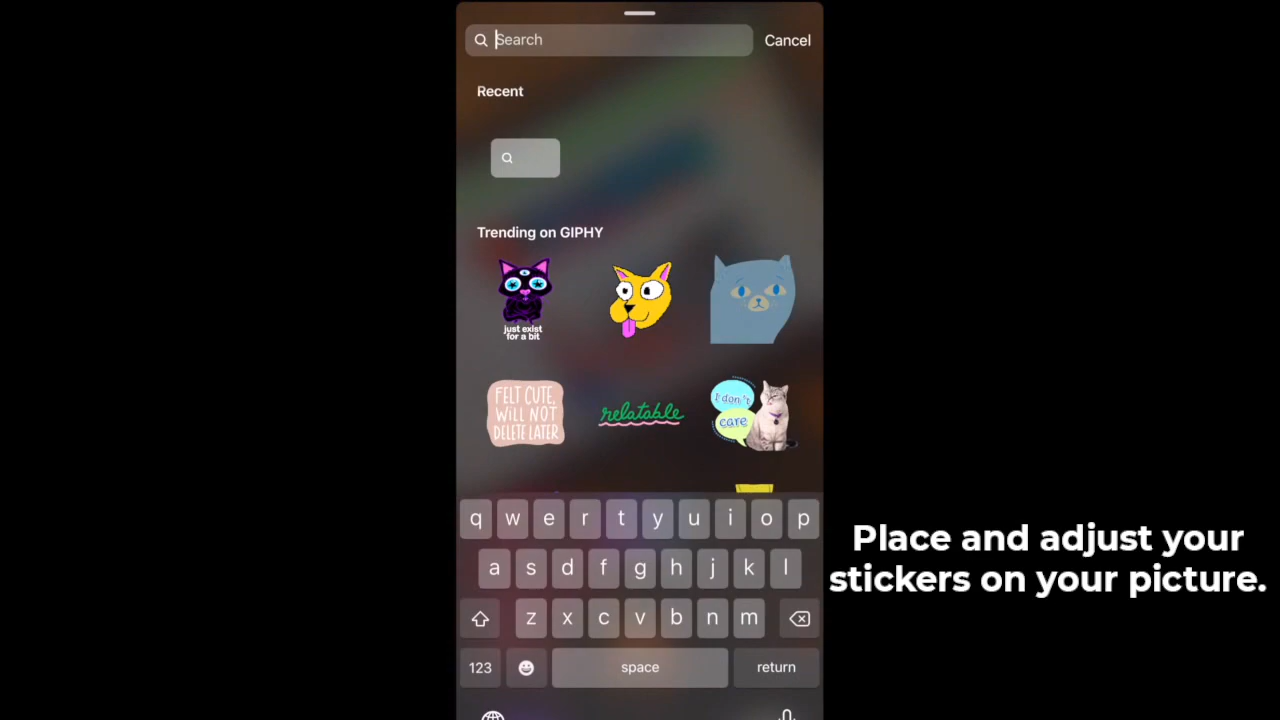 Search
Cancel
Recent
Trending on GIPHY
just exist
for a bit
FELT CUTE,
WILL NOT
DELETE LATER
relatable
I don't
care
q w e r t y u i o p
a s d f g h j k l
z x c v b n m
123
space
return
Place and adjust your
stickers on your picture.